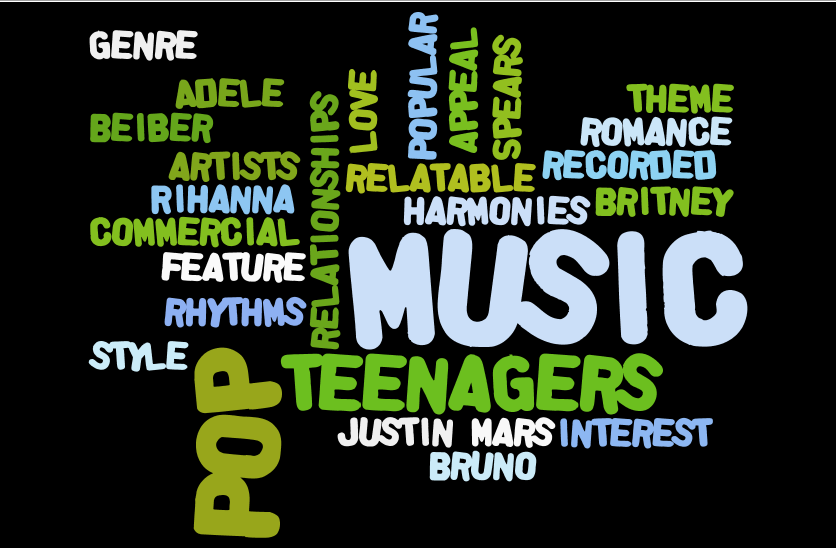 GENRE
ADELE
BEIBER
ARTISTS
RIHANNA
COMMERCIAL
FEATURE
RHYTHMS
STYLE
RELATIONSHIPS
LOVE
POPULAR
APPEAL
SPEARS
THEME
ROMANCE
RELATABLE
RECORDED
HARMONIES
BRITNEY
MUSIC
POP
TEENAGERS
JUSTIN MARS INTEREST
BRUNO